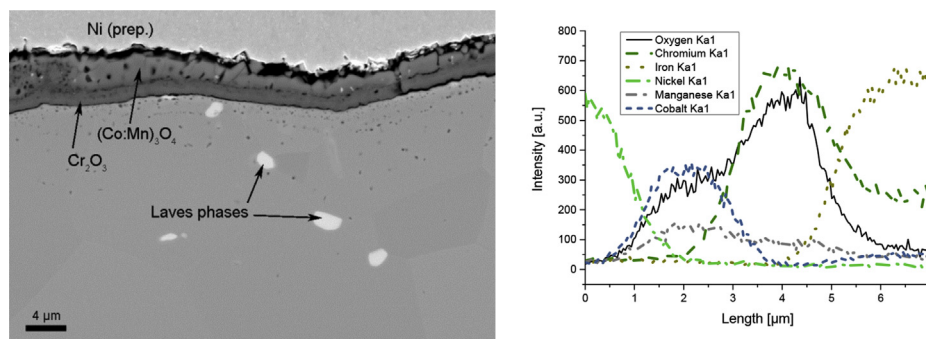 Ni (prep.)
(Co:Mn)₃O₄
Cr₂O₃
Laves phases
4 µm
800
700
600
500
400
300
200
100
0
Intensity [a.u.]
Oxygen Ka1
Chromium Ka1
Iron Ka1
Nickel Ka1
Manganese Ka1
Cobalt Ka1
0 1 2 3 4 5 6
Length [µm]